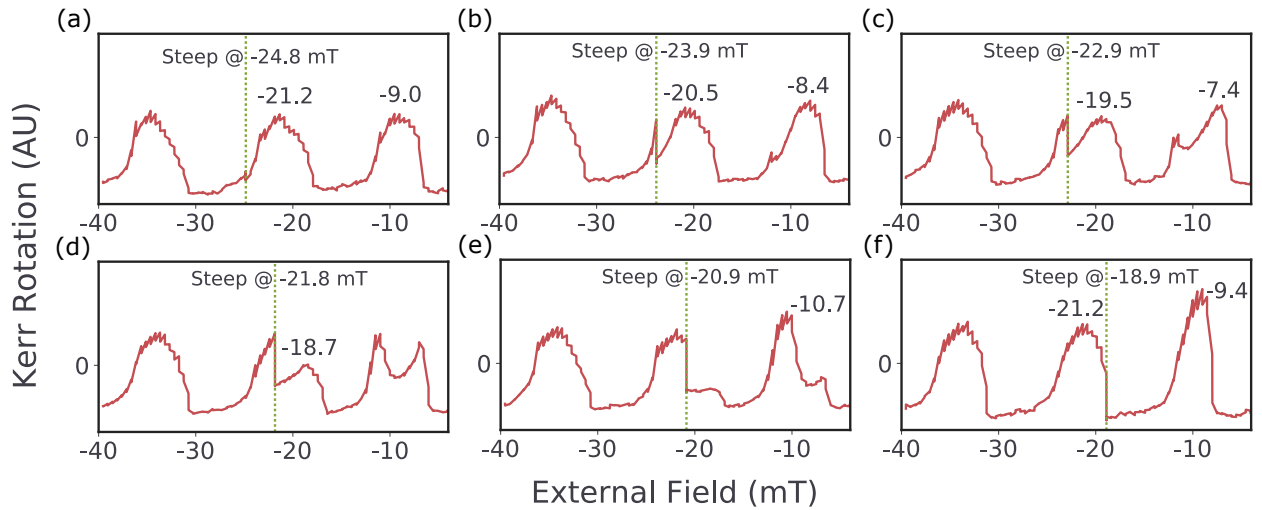 (a)
Steep @ -24.8 mT
-21.2
-9.0
0
-40 -30 -20 -10
(b)
Steep @ -23.9 mT
-20.5
-8.4
0
-40 -30 -20 -10
(c)
Steep @ -22.9 mT
-19.5
-7.4
0
-40 -30 -20 -10
(d)
Steep @ -21.8 mT
-18.7
0
-40 -30 -20 -10
(e)
Steep @ -20.9 mT
-10.7
0
-40 -30 -20 -10
(f)
Steep @ -18.9 mT
-21.2
-9.4
0
-40 -30 -20 -10
Kerr Rotation (AU)
External Field (mT)